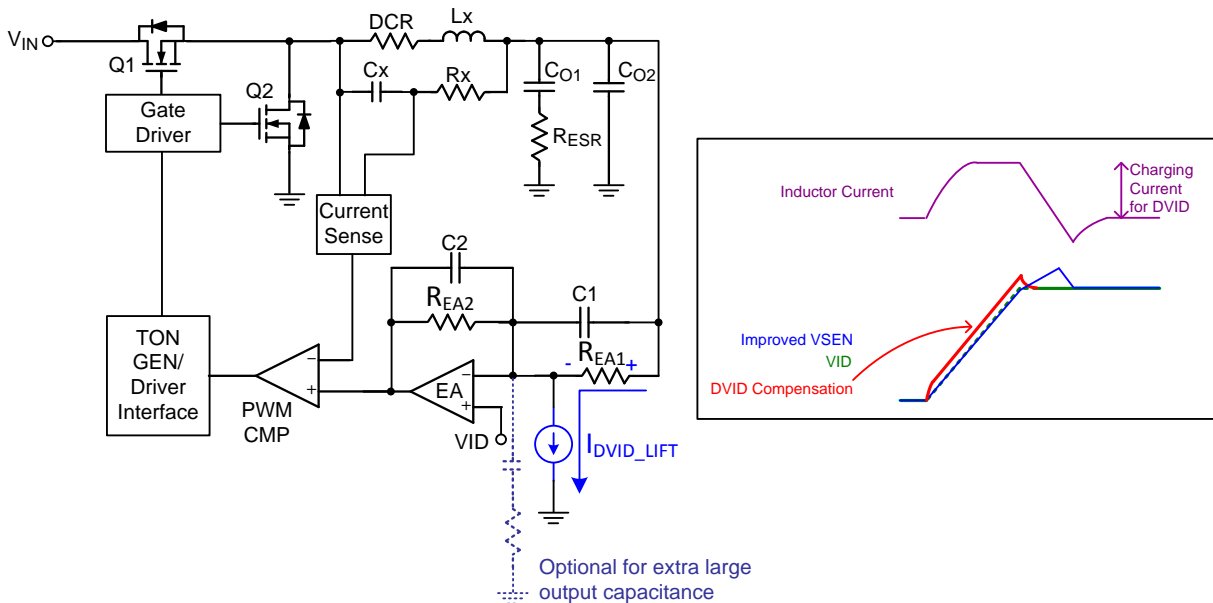 VIN
Q1
Gate
Driver
Q2
DCR
Lx
Cx
Rx
CO1
CO2
RESR
Current
Sense
C2
REA2
C1
REA1
-
+
TON
GEN/
Driver
Interface
PWM
CMP
−
+
EA
−
+
VID
IDVID_LIFT
Optional for extra large
output capacitance
Inductor Current
Charging
Current
for DVID
Improved VSEN
VID
DVID Compensation